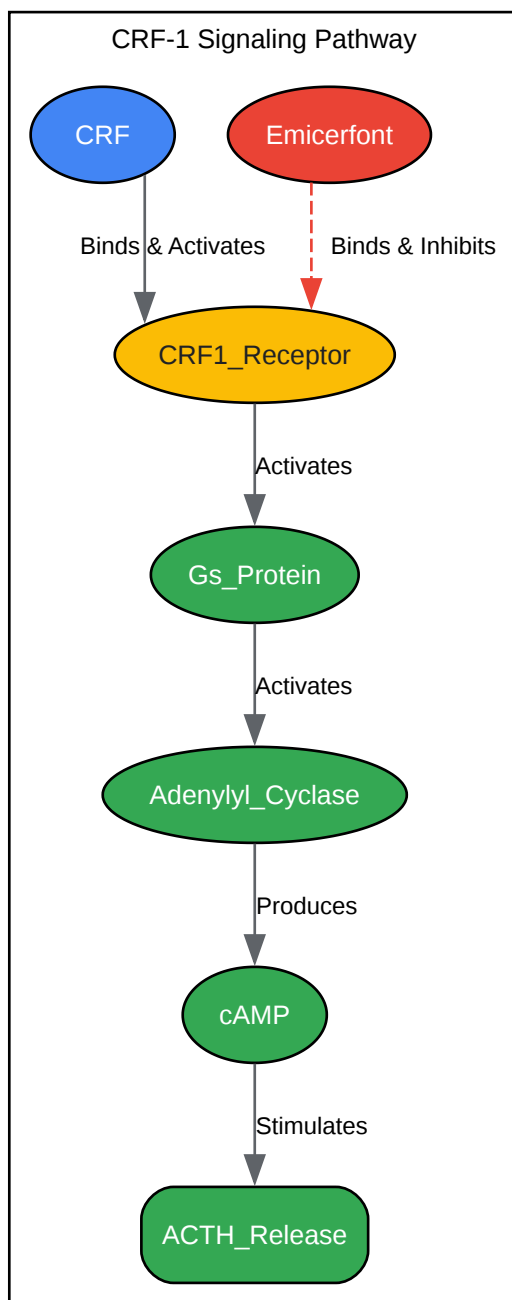 CRF-1 Signaling Pathway
CRF
Emicerfont
Binds & Activates
Binds & Inhibits
CRF1_Receptor
Activates
Gs_Protein
Activates
Adenylyl_Cyclase
Produces
cAMP
Stimulates
ACTH_Release